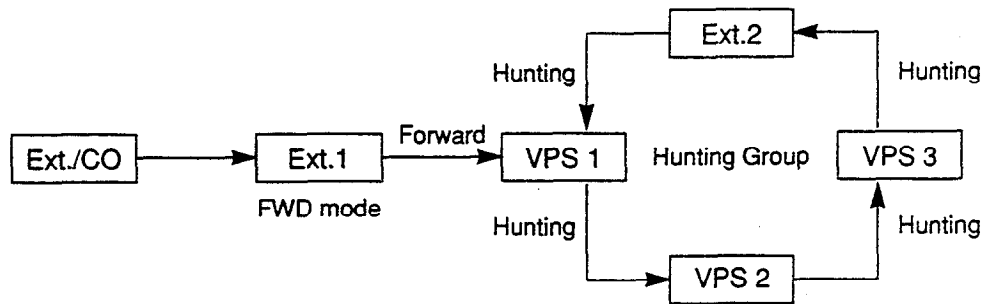 Ext.2
Hunting
Hunting
Ext./CO
Ext.1
Forward
VPS 1
Hunting Group
VPS 3
FWD mode
Hunting
Hunting
VPS 2